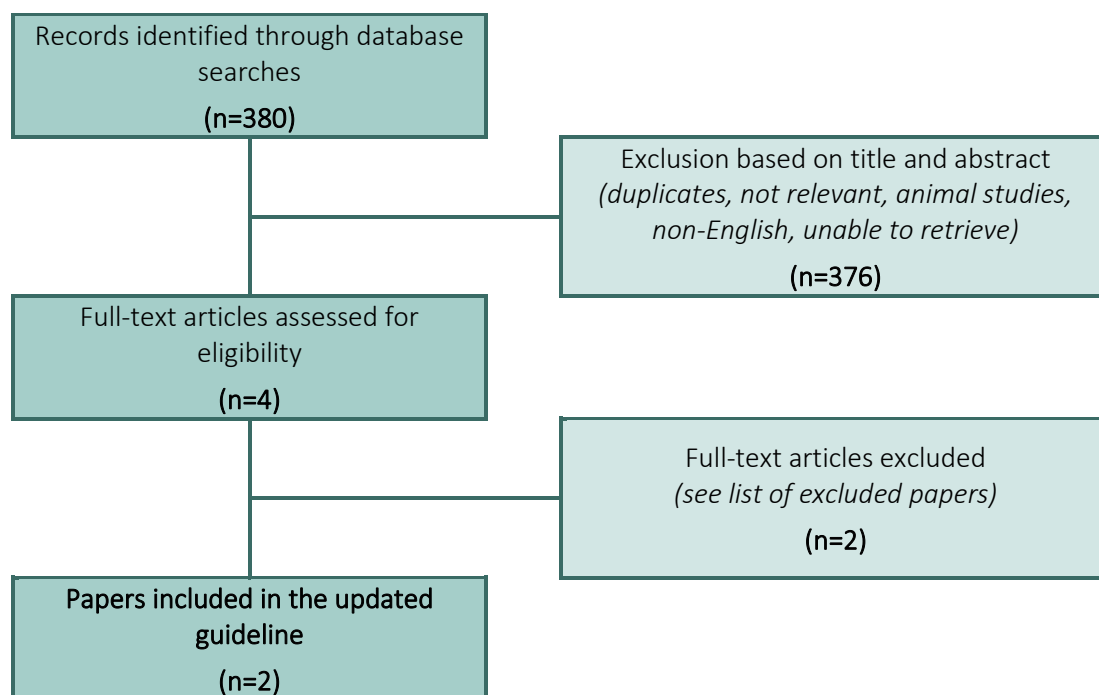 Records identified through database
searches
(n=380)
Exclusion based on title and abstract
(duplicates, not relevant, animal studies,
non-English, unable to retrieve)
(n=376)
Full-text articles assessed for
eligibility
(n=4)
Full-text articles excluded
(see list of excluded papers)
(n=2)
Papers included in the updated
guideline
(n=2)